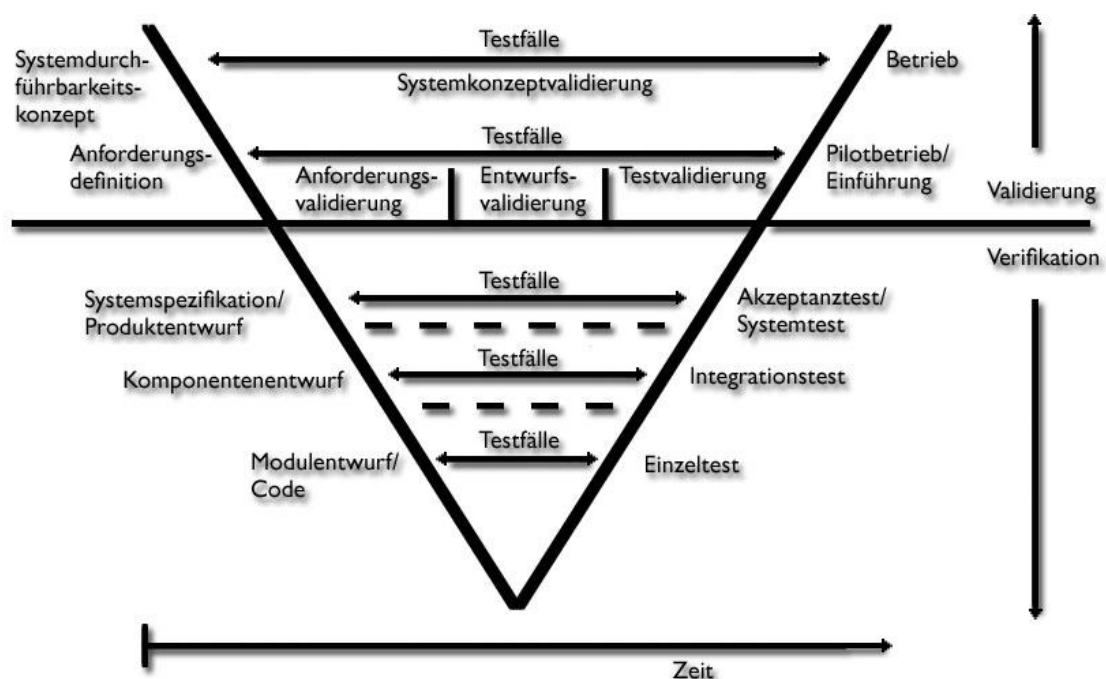 Testfälle
Systemdurch-
führbarkeits-
konzept
Betrieb
Systemkonzeptvalidierung
Testfälle
Anforderungs-
definition
Pilotbetrieb/
Einführung
Anforderungs-
validierung
Entwurfs-
validierung
Testvalidierung
Validierung
Verifikation
Testfälle
Systemspezifikation/
Produktentwurf
Akzeptanztest/
Systemtest
Testfälle
Komponentenentwurf
Integrationstest
Testfälle
Modulentwurf/
Code
Einzeltest
Zeit